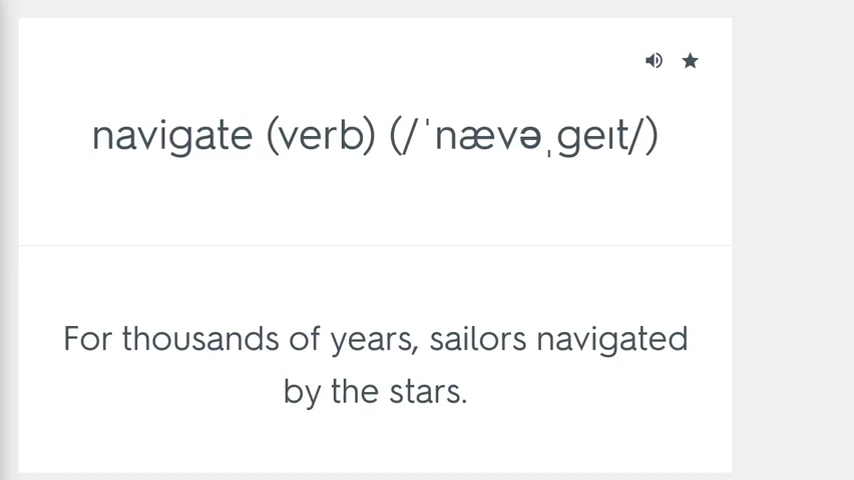 navigate (verb) (/ˈnævəˌgeɪt/)
For thousands of years, sailors navigated
by the stars.